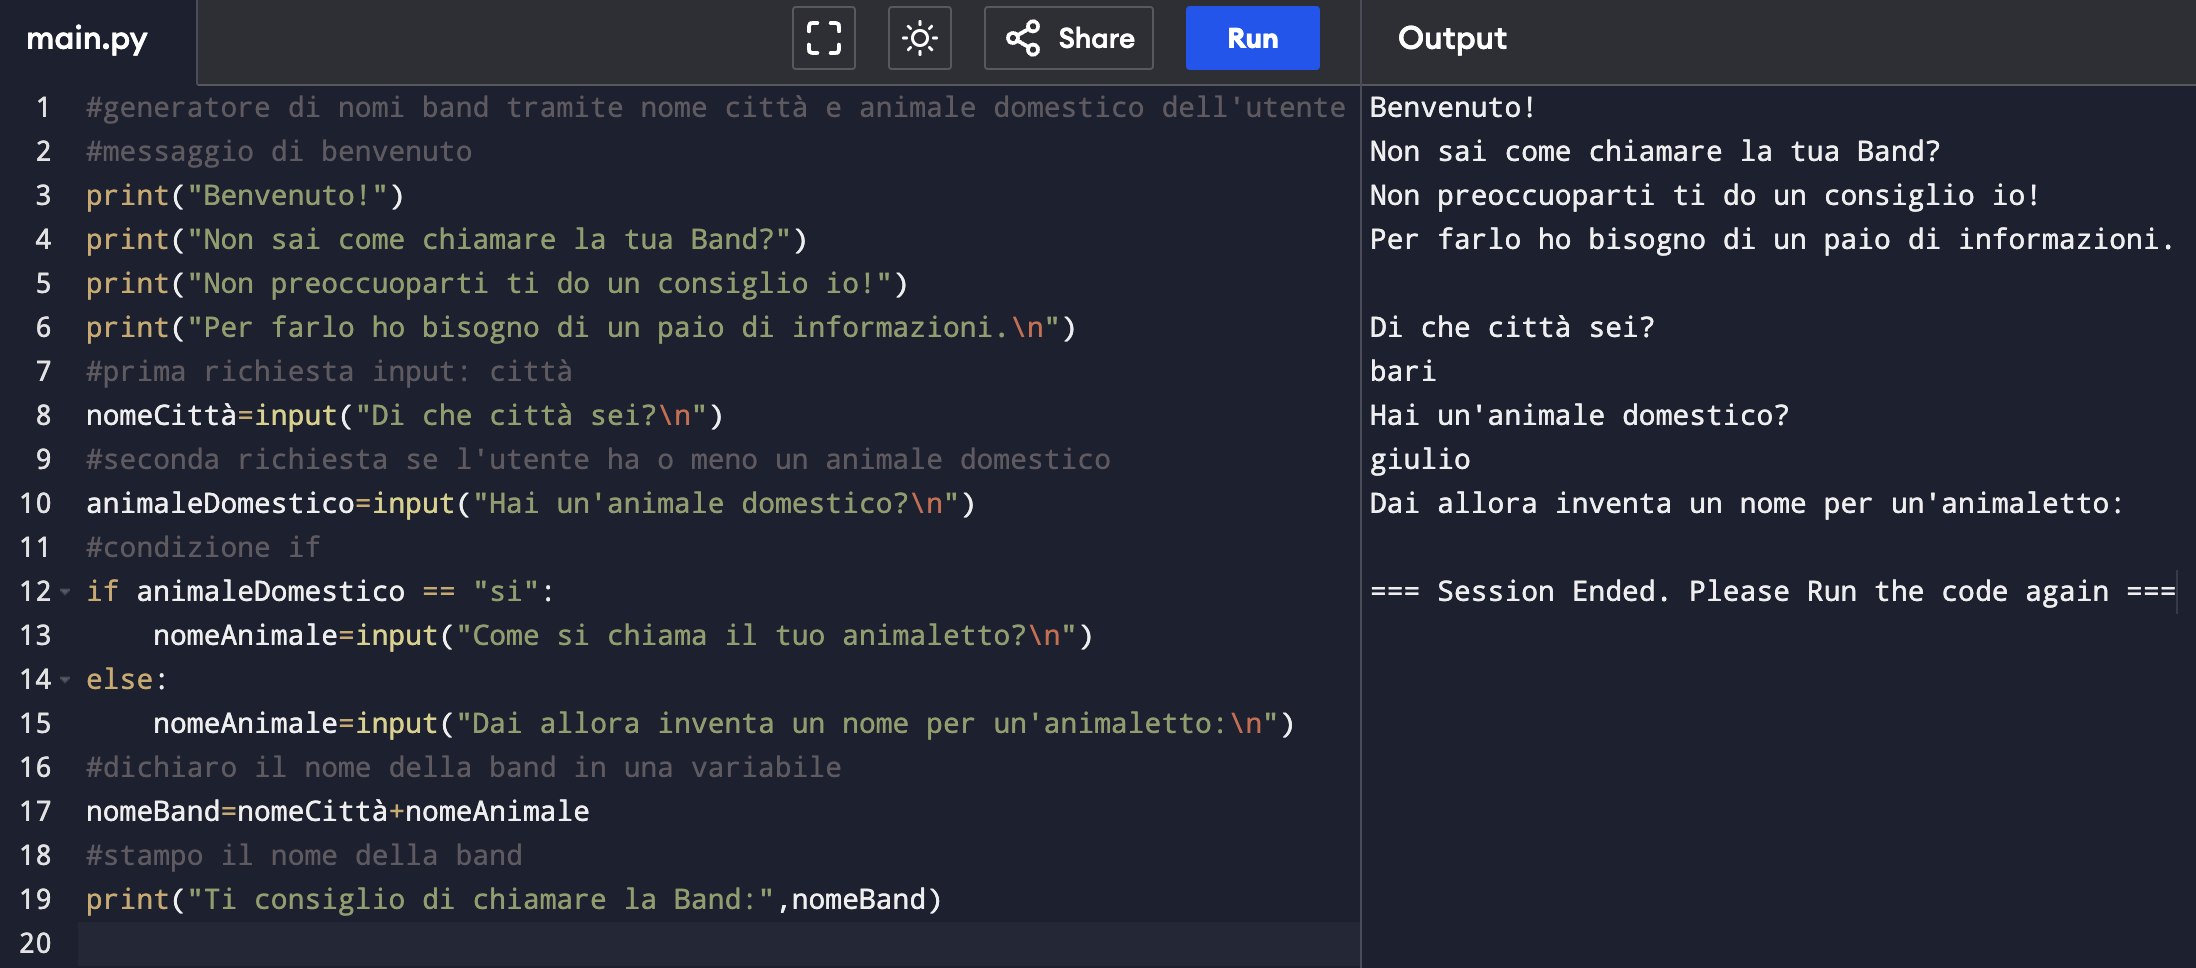 main.py
Share
Run
Output
1 #generatore di nomi band tramite nome città e animale domestico dell'utente
2 #messaggio di benvenuto
3 print("Benvenuto!")
4 print("Non sai come chiamare la tua Band?")
5 print("Non preoccuoparti ti do un consiglio io!")
6 print("Per farlo ho bisogno di un paio di informazioni.\n")
7 #prima richiesta input: città
8 nomeCittà=input("Di che città sei?\n")
9 #seconda richiesta se l'utente ha o meno un animale domestico
10 animaleDomestico=input("Hai un'animale domestico?\n")
11 #condizione if
12 if animaleDomestico == "si":
13     nomeAnimale=input("Come si chiama il tuo animaletto?\n")
14 else:
15     nomeAnimale=input("Dai allora inventa un nome per un'animaletto:\n")
16 #dichiaro il nome della band in una variabile
17 nomeBand=nomeCittà+nomeAnimale
18 #stampo il nome della band
19 print("Ti consiglio di chiamare la Band:",nomeBand)
20
Benvenuto!
Non sai come chiamare la tua Band?
Non preoccuoparti ti do un consiglio io!
Per farlo ho bisogno di un paio di informazioni.
Di che città sei?
bari
Hai un'animale domestico?
giulio
Dai allora inventa un nome per un'animaletto:
=== Session Ended. Please Run the code again ===